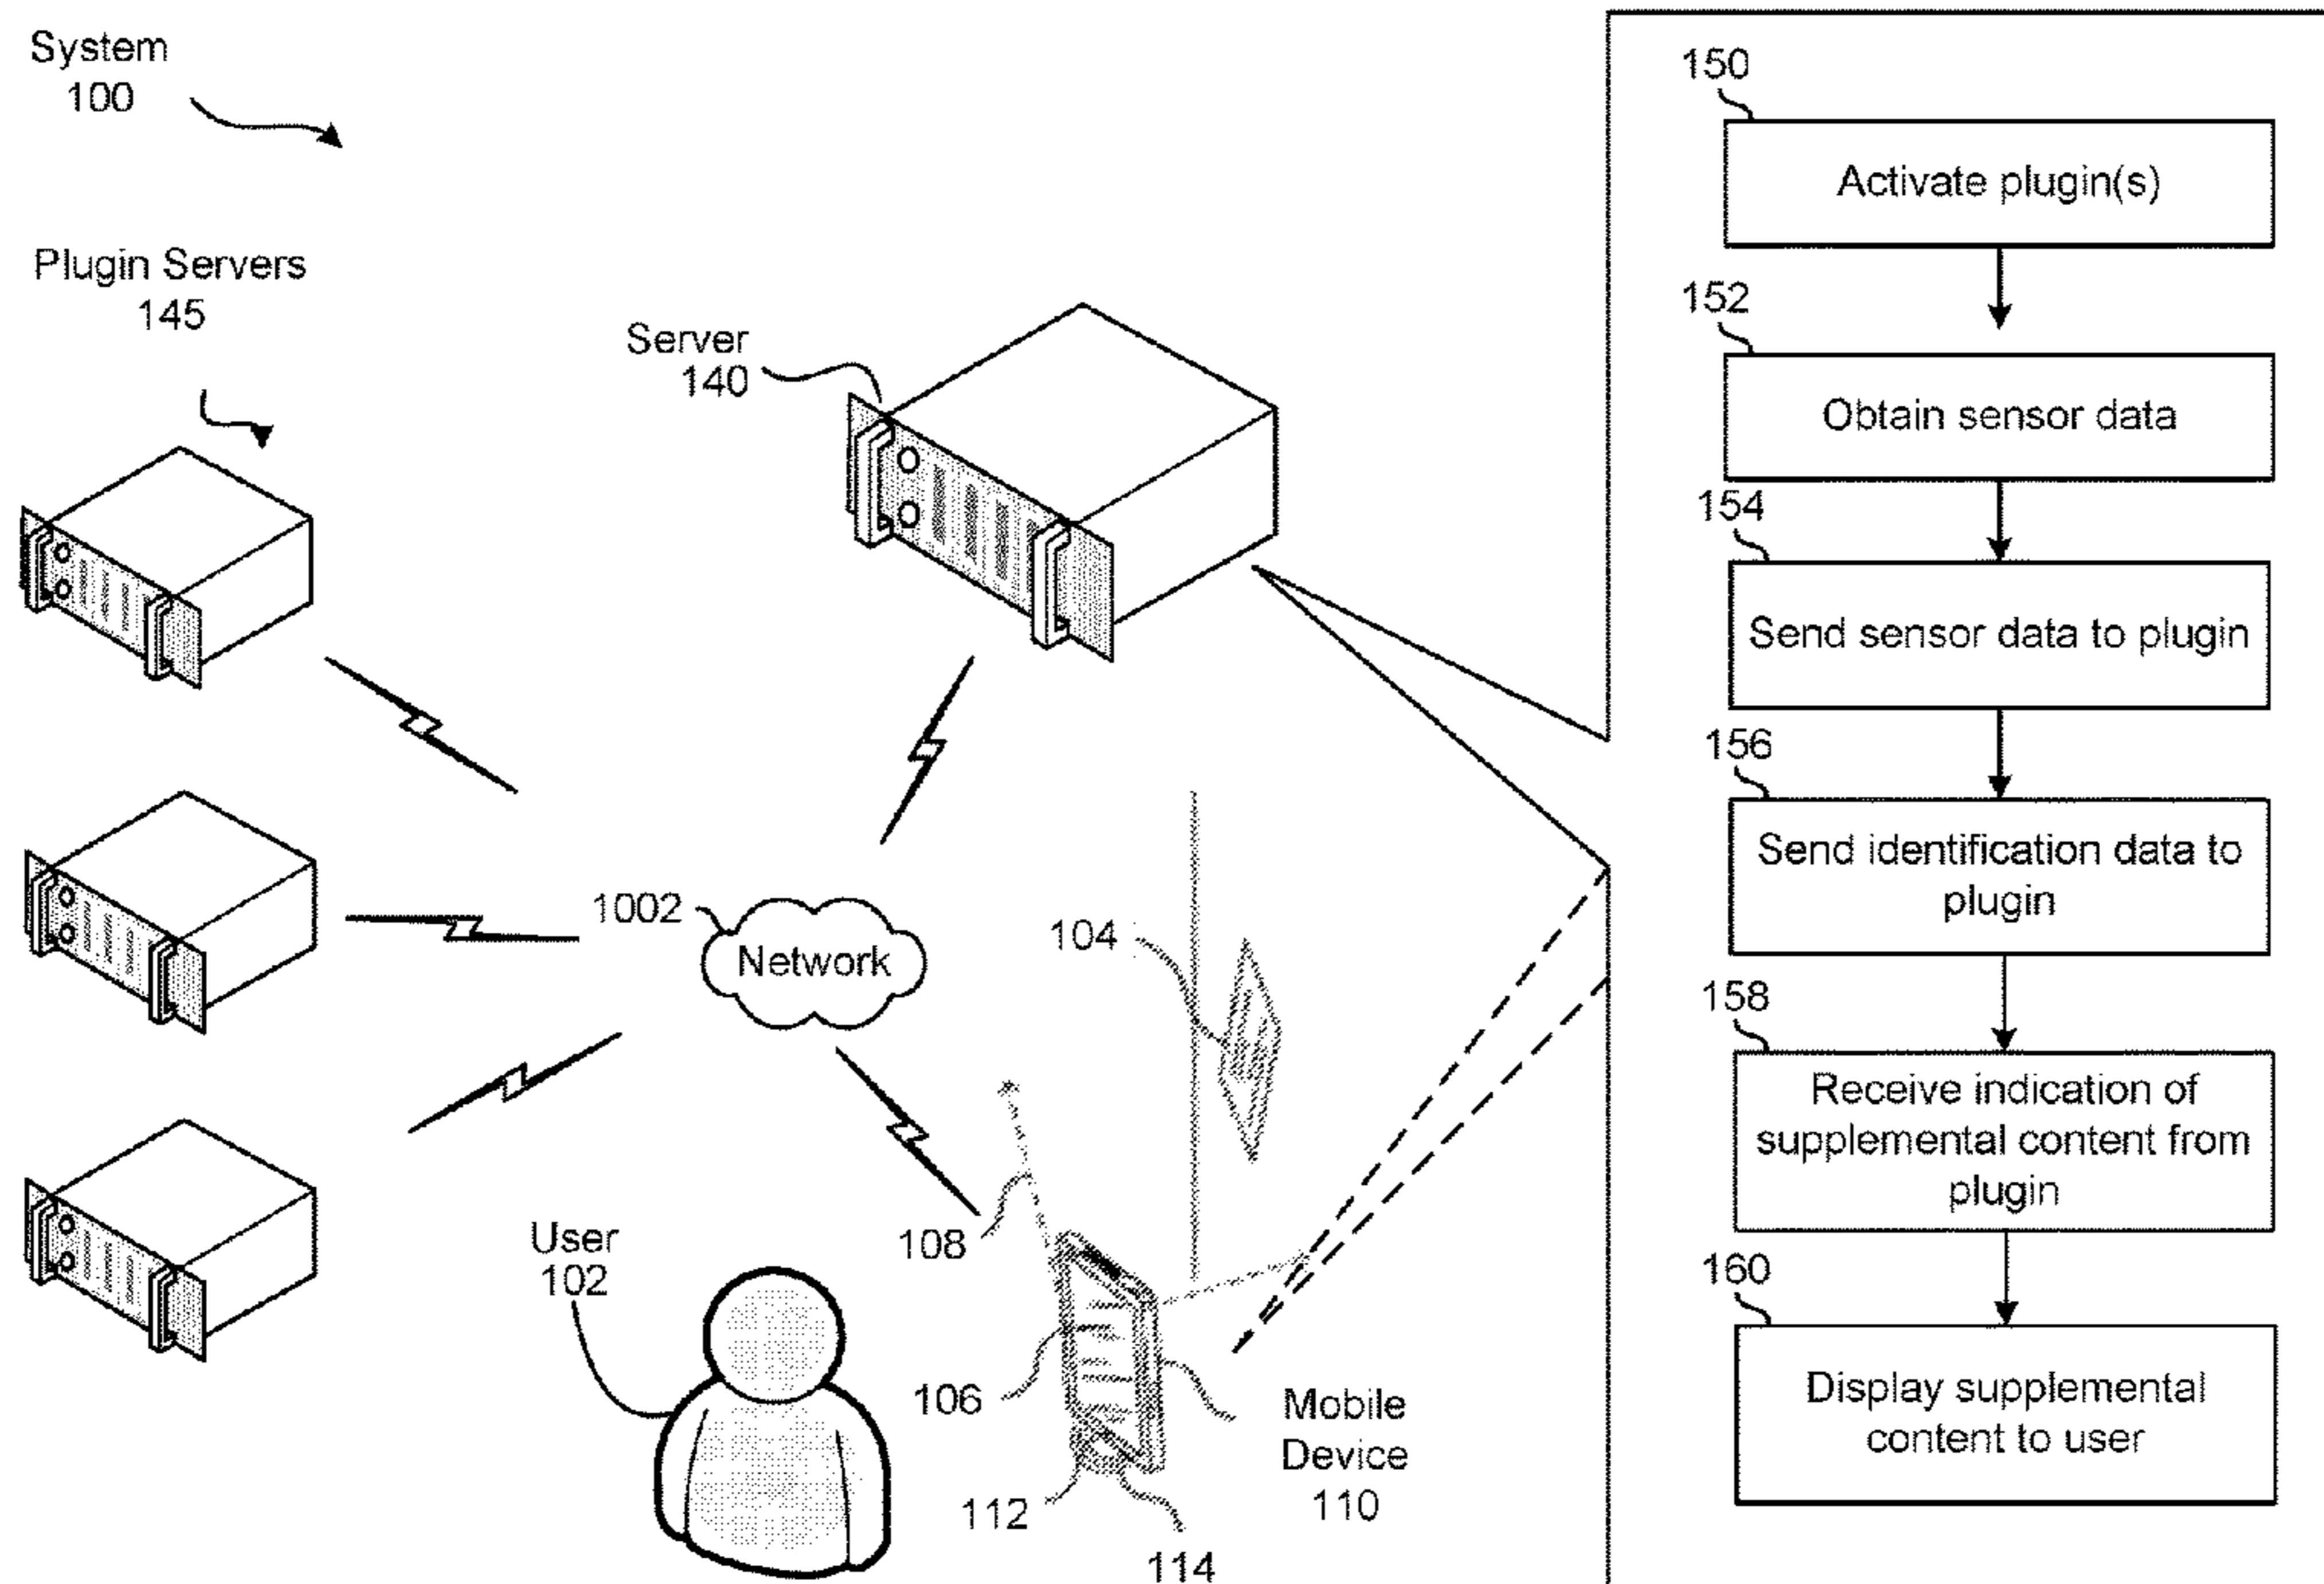 System
100
Plugin Servers
145
Server
140
1002
Network
104
108
User
102
106
Mobile
Device
110
112
114
150
Activate plugin(s)
152
Obtain sensor data
154
Send sensor data to plugin
156
Send identification data to
plugin
158
Receive indication of
supplemental content from
plugin
160
Display supplemental
content to user